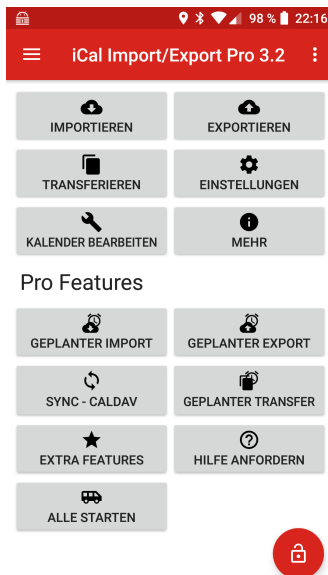 98 % 22:16
iCal Import/Export Pro 3.2
IMPORTIEREN
EXPORTIEREN
TRANSFERIEREN
EINSTELLUNGEN
KALENDER BEARBEITEN
MEHR
Pro Features
GEPLANTER IMPORT
GEPLANTER EXPORT
SYNC - CALDAV
GEPLANTER TRANSFER
EXTRA FEATURES
HILFE ANFORDERN
ALLE STARTEN